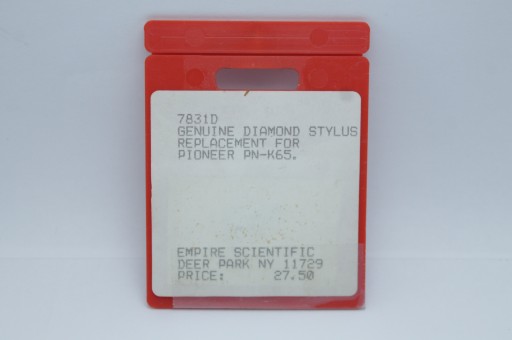 7831D
GENUINE DIAMOND STYLUS
REPLACEMENT FOR
PIONEER PN-K65.
EMPIRE SCIENTIFIC
DEER PARK NY 11729
PRICE: 27.50